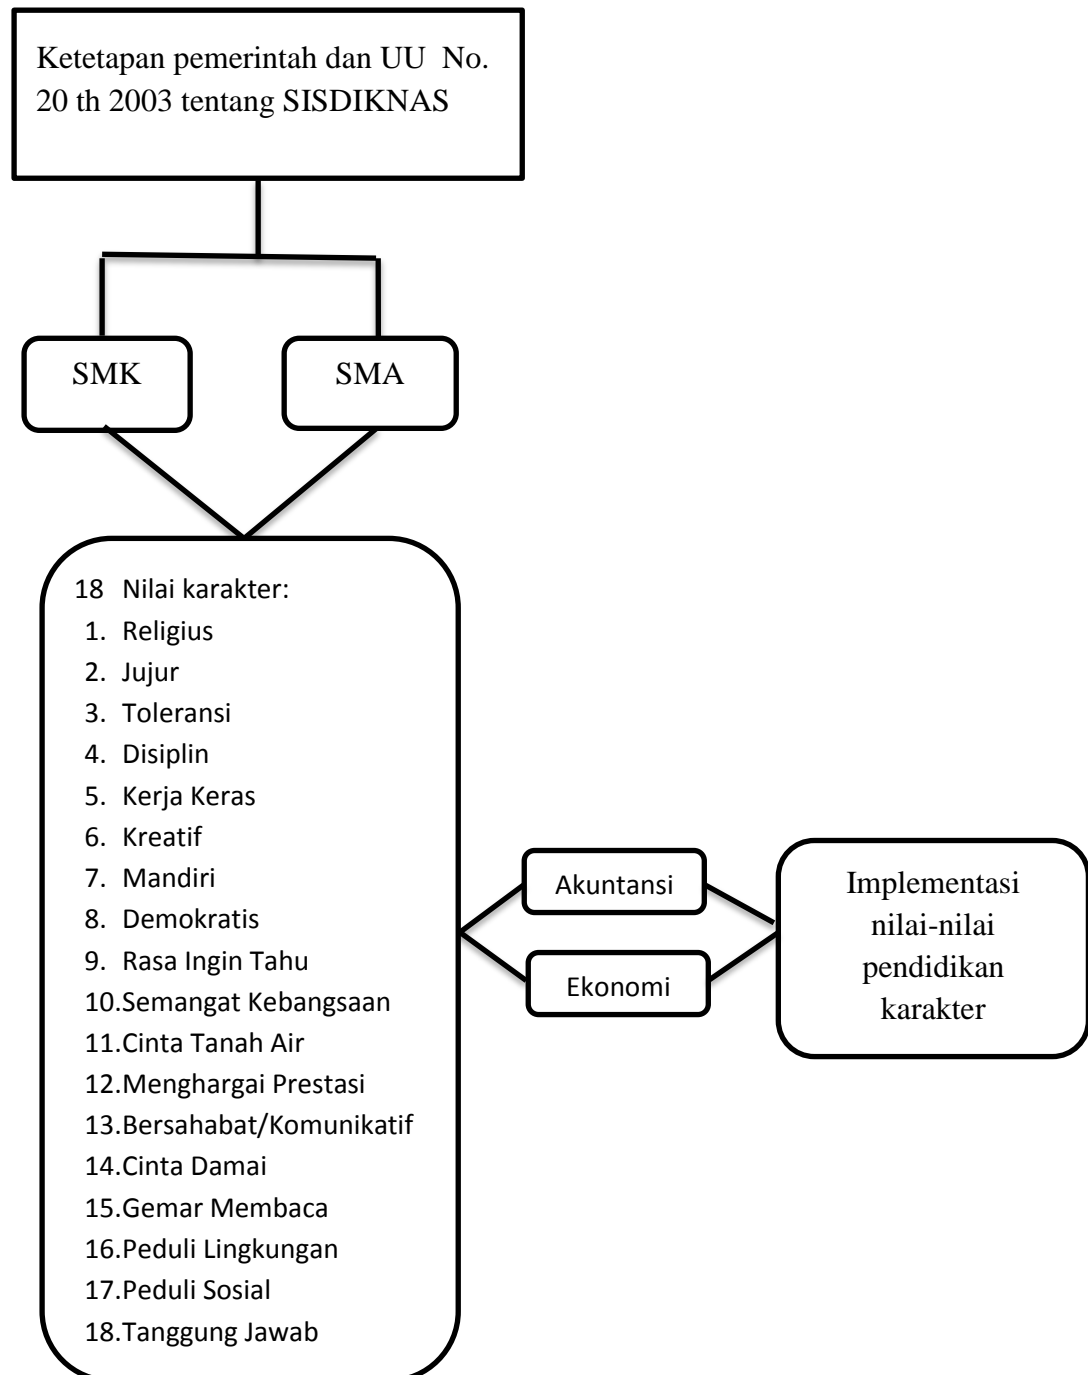 Ketetapan pemerintah dan UU No.
20 th 2003 tentang SISDIKNAS
SMK
SMA
18 Nilai karakter:
1. Religius
2. Jujur
3. Toleransi
4. Disiplin
5. Kerja Keras
6. Kreatif
7. Mandiri
8. Demokratis
9. Rasa Ingin Tahu
10.Semangat Kebangsaan
11.Cinta Tanah Air
12.Menghargai Prestasi
13.Bersahabat/Komunikatif
14.Cinta Damai
15.Gemar Membaca
16.Peduli Lingkungan
17.Peduli Sosial
18.Tanggung Jawab
Akuntansi
Ekonomi
Implementasi
nilai-nilai
pendidikan
karakter